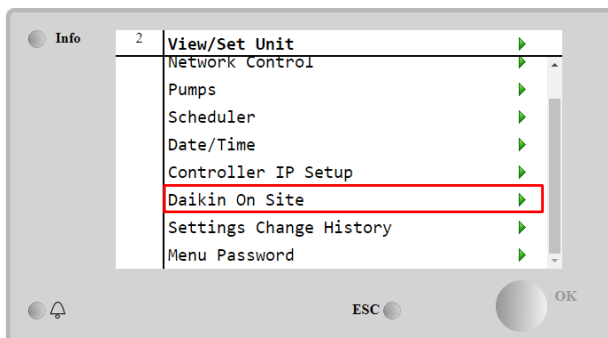 Info
2
View/Set Unit
Network Control
Pumps
Scheduler
Date/Time
Controller IP Setup
Daikin On Site
Settings Change History
Menu Password
ESC
OK